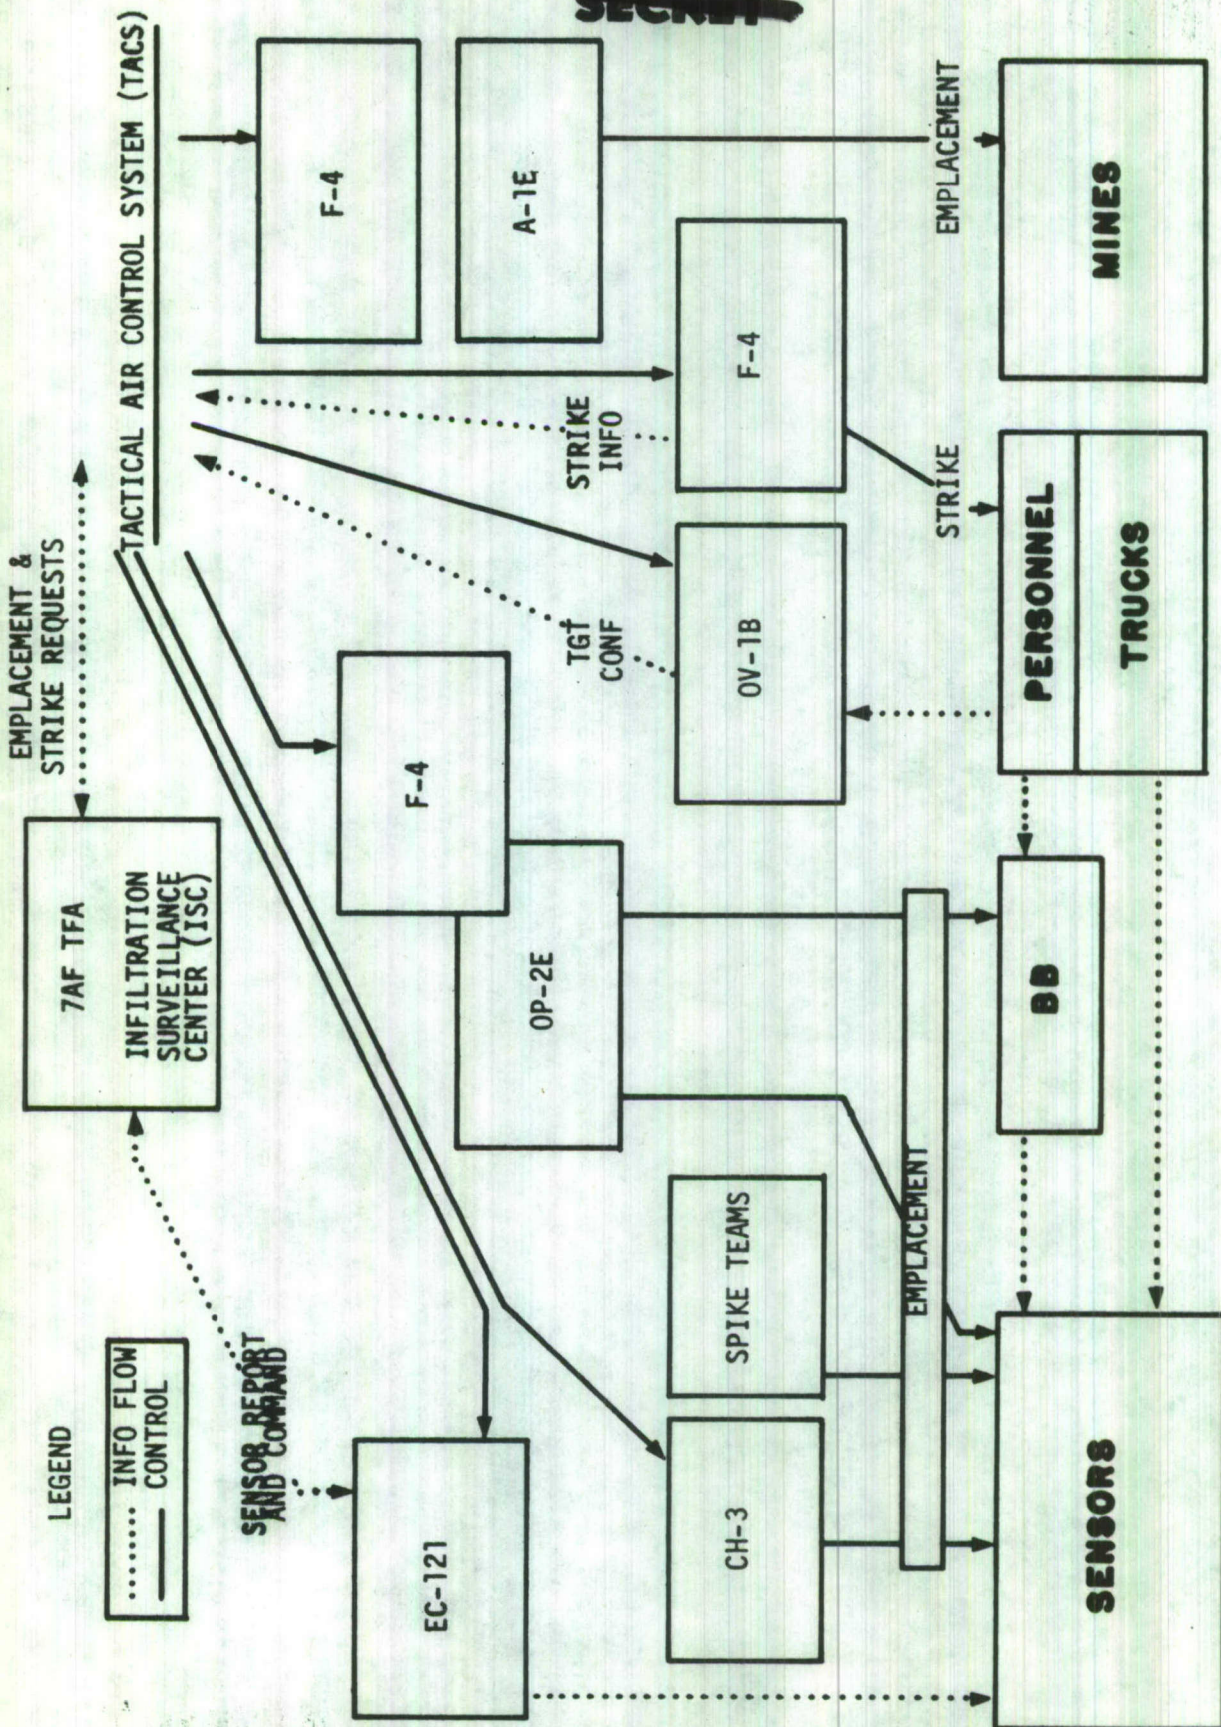 SECRET
EMPLACEMENT &
STRIKE REQUESTS
7AF TFA
INFILTRATION
SURVEILLANCE
CENTER (ISC)
TACTICAL AIR CONTROL SYSTEM (TACS)
LEGEND
INFO FLOW
CONTROL
SENSOR REPORT
AND COMMAND
EC-121
F-4
OP-2E
F-4
A-1E
TGT
CONF
STRIKE
INFO
CH-3
SPIKE TEAMS
OV-1B
F-4
EMPLACEMENT
STRIKE
EMPLACEMENT
SENSORS
BB
PERSONNEL
TRUCKS
MINES